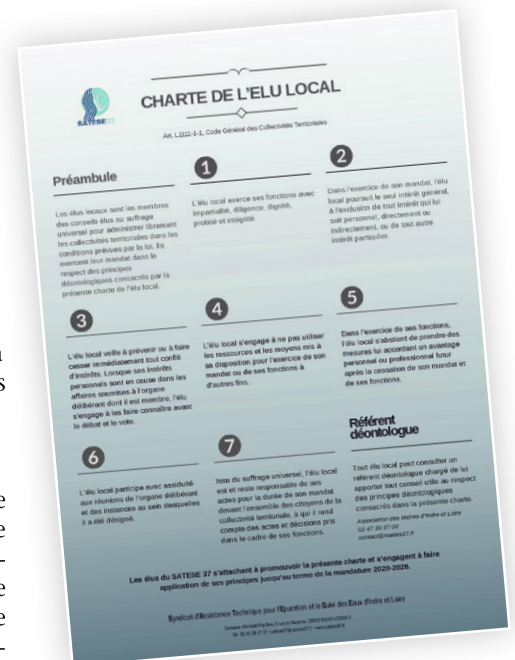 SATESE 37
CHARTE DE L'ELU LOCAL
Art. L1111-1-1, Code Général des Collectivités Territoriales
Préambule
Les élus locaux sont les membres
des conseils élus au suffrage
universel pour administrer librement
les collectivités territoriales dans les
conditions prévues par la loi. Ils
exercent leur mandat dans le
respect des principes
déontologiques consacrés par la
présente charte de l'élu local.
1
L'élu local exerce ses fonctions avec
impartialité, diligence, dignité,
probité et intégrité.
2
Dans l'exercice de son mandat, l'élu
local poursuit le seul intérêt général,
à l'exclusion de tout intérêt qui lui
soit personnel, directement ou
indirectement, ou de tout autre
intérêt particulier.
3
L'élu local veille à prévenir ou à faire
cesser immédiatement tout conflit
d'intérêts. Lorsque ses intérêts
personnels sont en cause dans les
affaires soumises à l'organe
délibérant dont il est membre, l'élu
s'engage à les faire connaître avant
le débat et le vote.
4
L'élu local s'engage à ne pas utiliser
les ressources et les moyens mis à
sa disposition pour l'exercice de son
mandat ou de ses fonctions à
d'autres fins.
5
Dans l'exercice de ses fonctions,
l'élu local s'abstient de prendre des
mesures lui accordant un avantage
personnel ou professionnel futur
après la cessation de son mandat et
de ses fonctions.
6
L'élu local participe avec assiduité
aux réunions de l'organe délibérant
et des instances au sein desquelles
il a été désigné.
7
Issu du suffrage universel, l'élu local
est et reste responsable de ses
actes pour la durée de son mandat
devant l'ensemble des citoyens de la
collectivité territoriale, à qui il rend
compte des actes et décisions pris
dans le cadre de ses fonctions.
Référent
déontologue
Tout élu local peut consulter un
référent déontologue chargé de lui
apporter tout conseil utile au respect
des principes déontologiques
consacrés dans la présente charte.
Association des Maires d'Indre et Loire
Les élus du SATESE 37 s'attachent à promouvoir la présente charte et s'engagent à faire
application de ses principes jusqu'au terme de la mandature 2020-2026.
Syndicat d'Assistance Technique pour l'Epuration et le Suivi des Eaux d'Indre et Loire